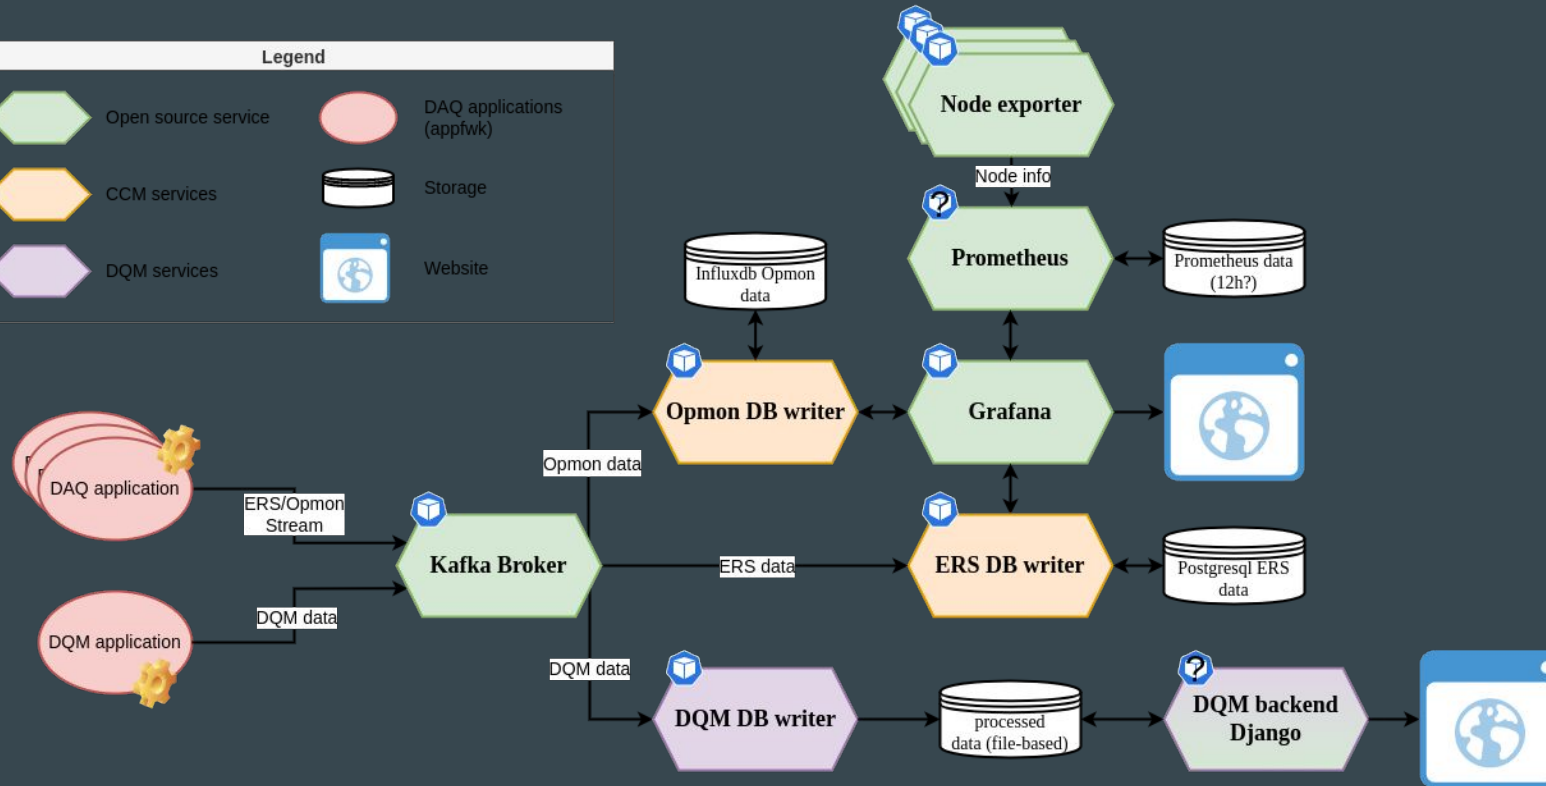 Legend
Open source service
DAQ applications
(appfwk)
CCM services
Storage
DQM services
Website
Node exporter
Node info
?
Prometheus
Prometheus data
(12h?)
Influxdb Opmon
data
Opmon DB writer
Grafana
Opmon data
DAQ application
ERS/Opmon
Stream
Kafka Broker
ERS data
ERS DB writer
Postgresql ERS
data
DQM application
DQM data
DQM data
DQM DB writer
processed
data (file-based)
?
DQM backend
Django